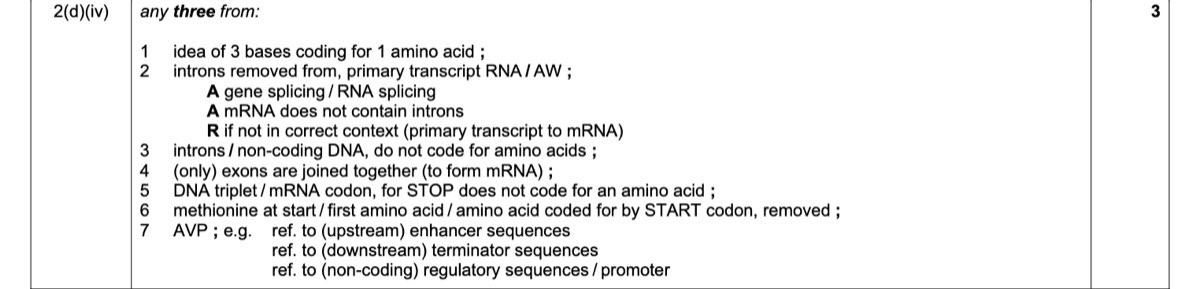 2(d)(iv) any three from: 3
1 idea of 3 bases coding for 1 amino acid ;
2 introns removed from, primary transcript RNA / AW ;
A gene splicing / RNA splicing
A mRNA does not contain introns
R if not in correct context (primary transcript to mRNA)
3 introns / non-coding DNA, do not code for amino acids ;
4 (only) exons are joined together (to form mRNA) ;
5 DNA triplet / mRNA codon, for STOP does not code for an amino acid ;
6 methionine at start / first amino acid / amino acid coded for by START codon, removed ;
7 AVP ; e.g. ref. to (upstream) enhancer sequences
ref. to (downstream) terminator sequences
ref. to (non-coding) regulatory sequences / promoter